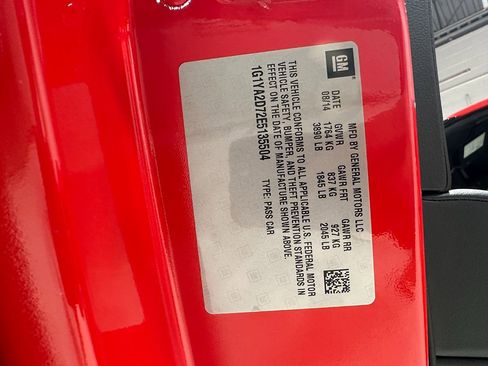 GM
MFD BY GENERAL MOTORS LLC
DATE GVWR GAWR FRT GAWR RR
08/14 1764 KG 837 KG 927 KG
3890 LB 1845 LB 2045 LB
THIS VEHICLE CONFORMS TO ALL APPLICABLE U.S. FEDERAL MOTOR
VEHICLE SAFETY, BUMPER, AND THEFT PREVENTION STANDARDS IN
EFFECT ON THE DATE OF MANUFACTURE SHOWN ABOVE.
1G1YA2D72E5135504 TYPE: PASS CAR